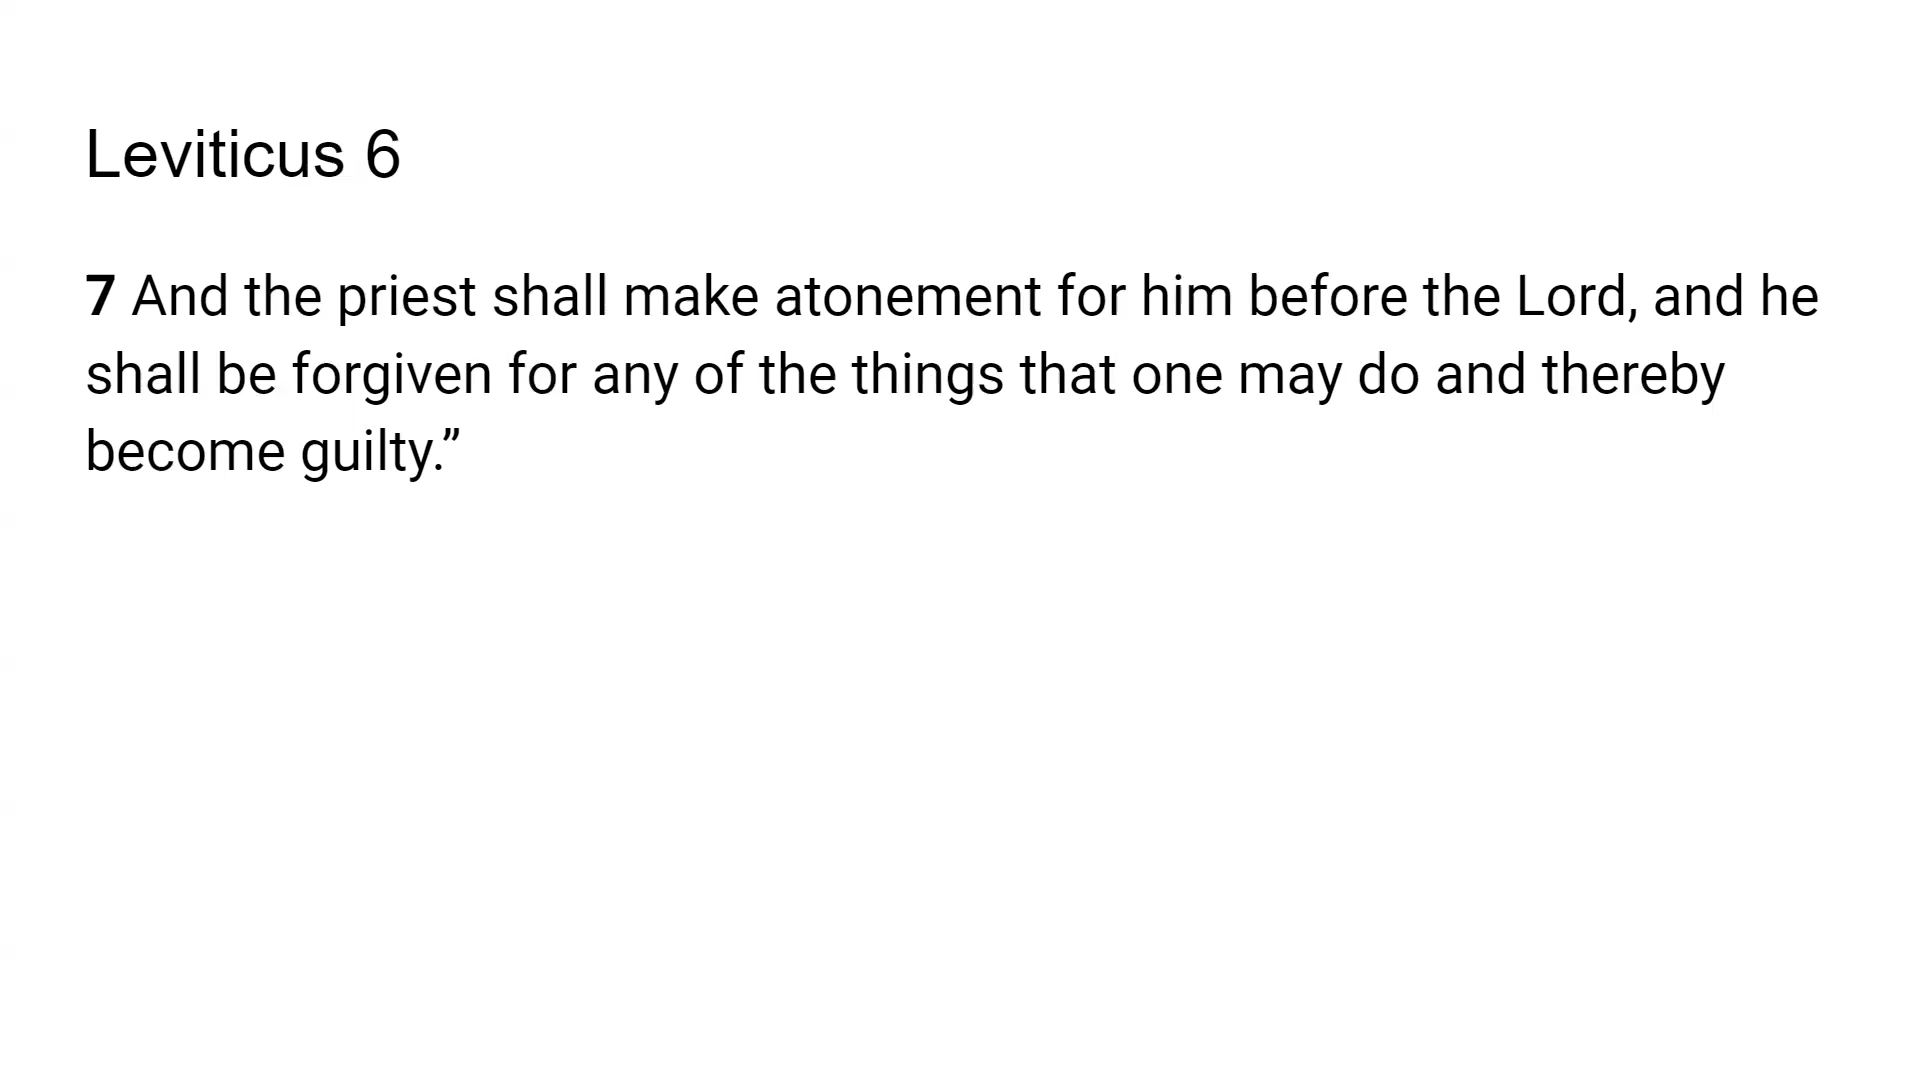 Leviticus 6
7 And the priest shall make atonement for him before the Lord, and he
shall be forgiven for any of the things that one may do and thereby
become guilty.”